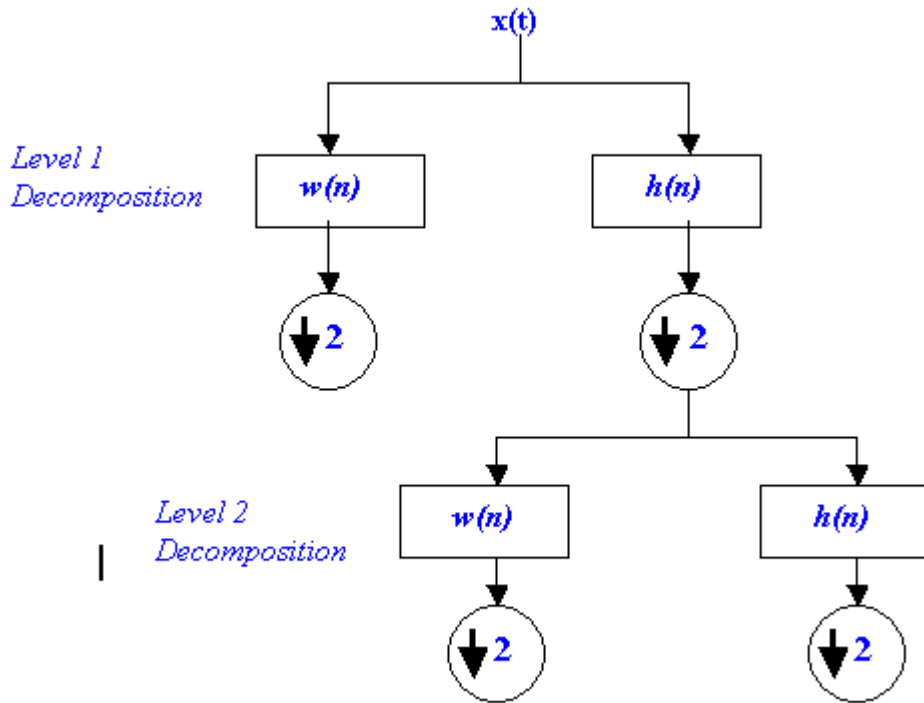 x(t)
Level 1
Decomposition
w(n)
h(n)
2
2
Level 2
Decomposition
w(n)
h(n)
2
2